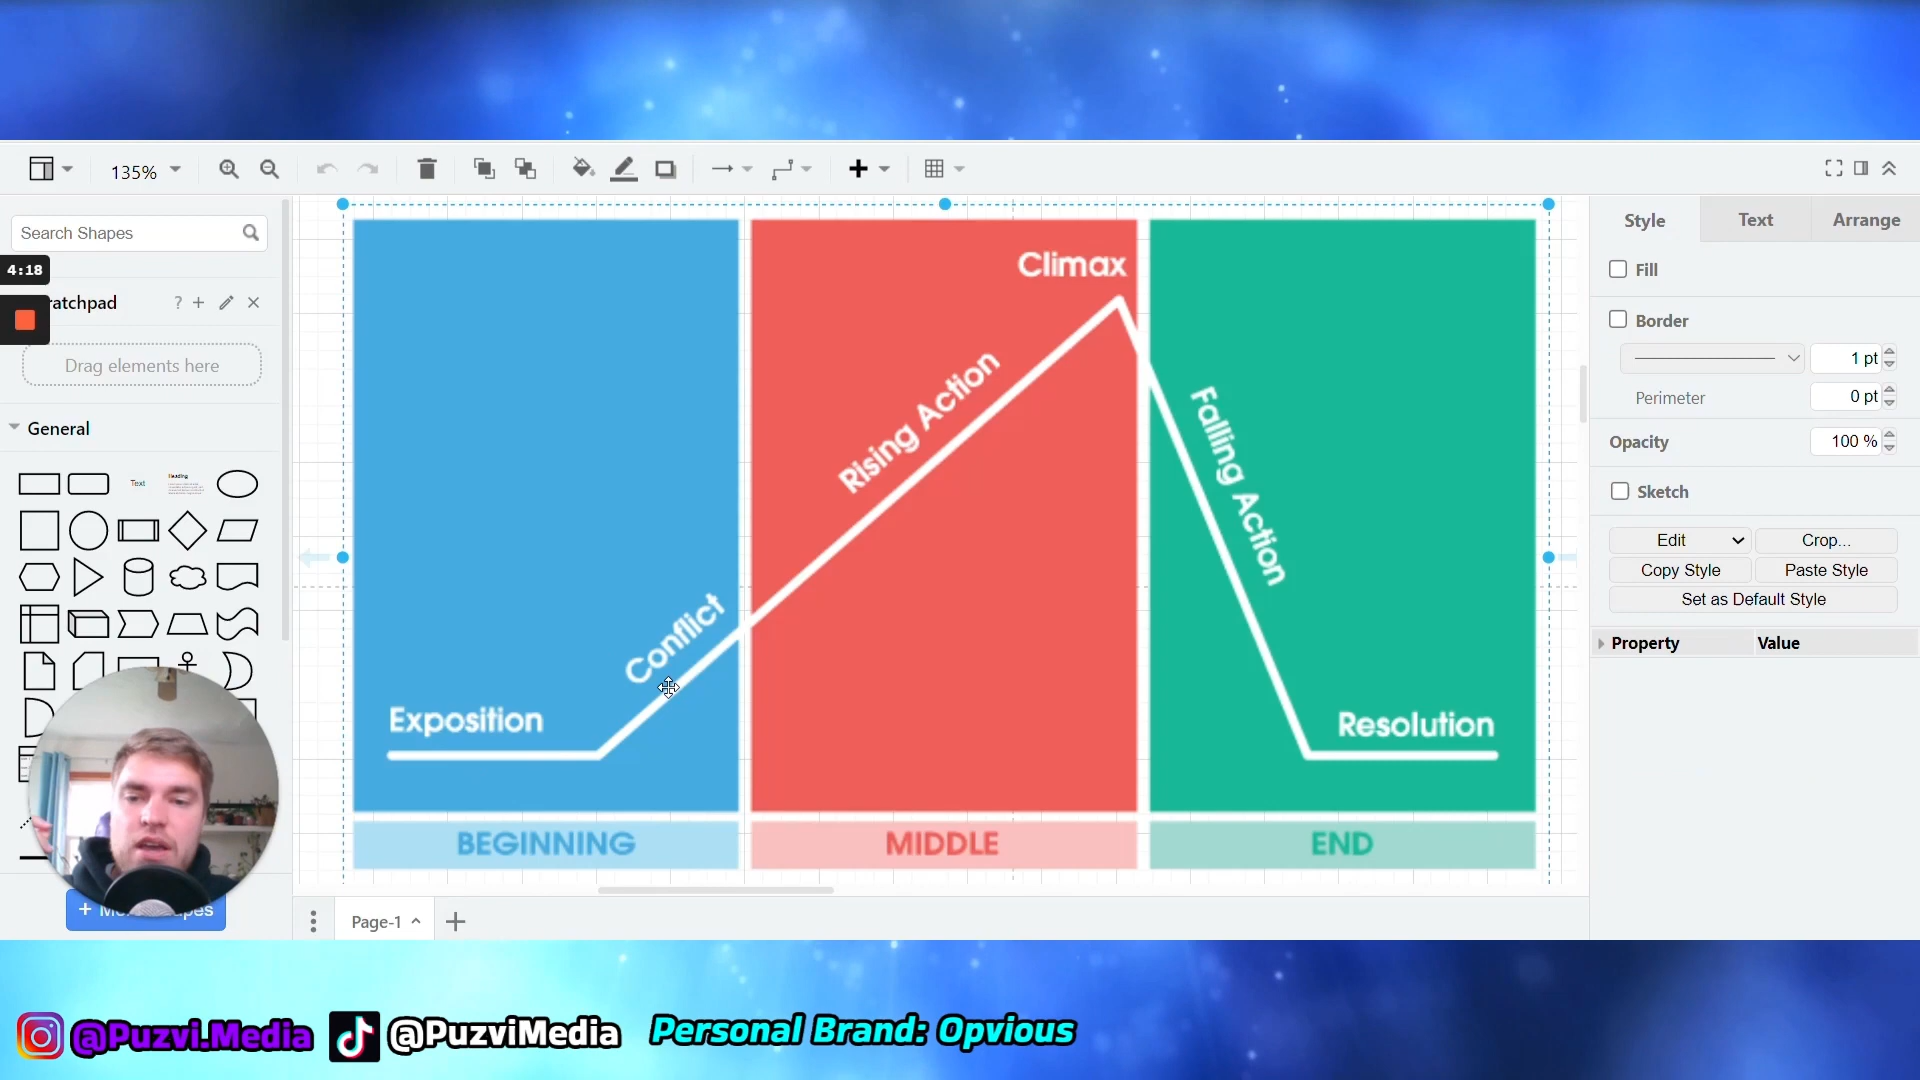 135%
Search Shapes
4:18
ratchpad
?
Drag elements here
General
Text
Heading
Climax
Rising Action
Falling Action
Conflict
Exposition
Resolution
BEGINNING
MIDDLE
END
Page-1
Style
Text
Arrange
Fill
Border
1 pt
Perimeter
0 pt
Opacity
100 %
Sketch
Edit
Crop...
Copy Style
Paste Style
Set as Default Style
Property
Value
@Puzvi.Media
@PuzviMedia
Personal Brand: Opvious